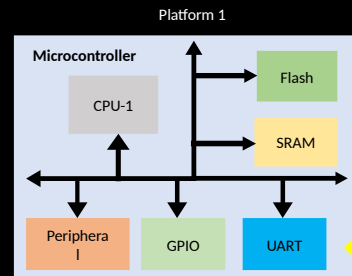 Platform 1
Microcontroller
Flash
CPU-1
SRAM
Periphera
l
GPIO
UART